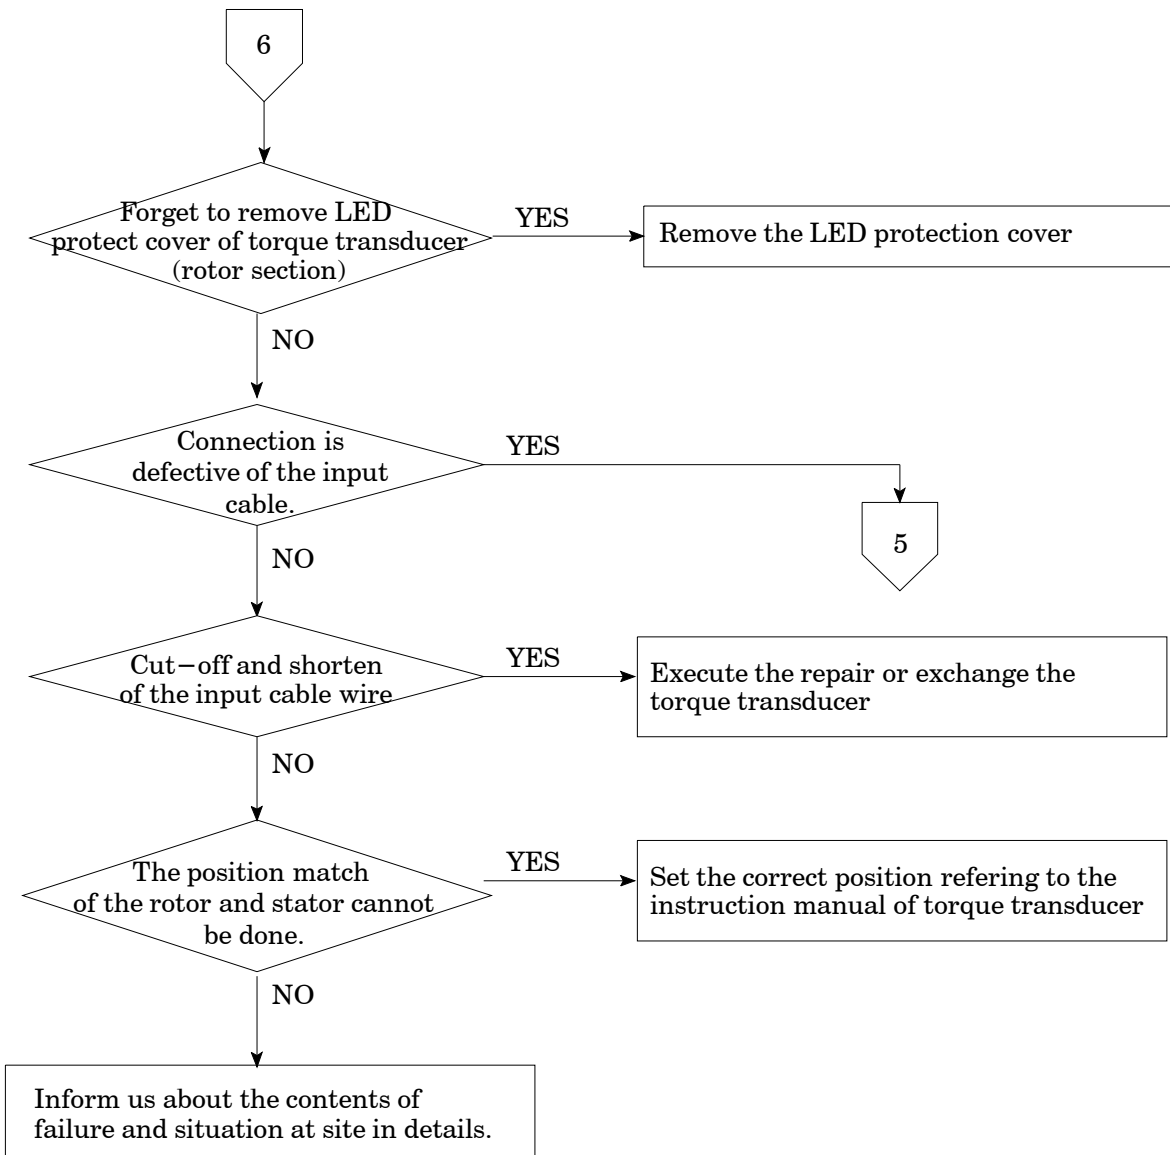 6
Forget to remove LED
protect cover of torque transducer
(rotor section)
YES
Remove the LED protection cover
NO
Connection is
defective of the input
cable.
YES
5
NO
Cut−off and shorten
of the input cable wire
YES
Execute the repair or exchange the
torque transducer
NO
The position match
of the rotor and stator cannot
be done.
YES
Set the correct position refering to the
instruction manual of torque transducer
NO
Inform us about the contents of
failure and situation at site in details.